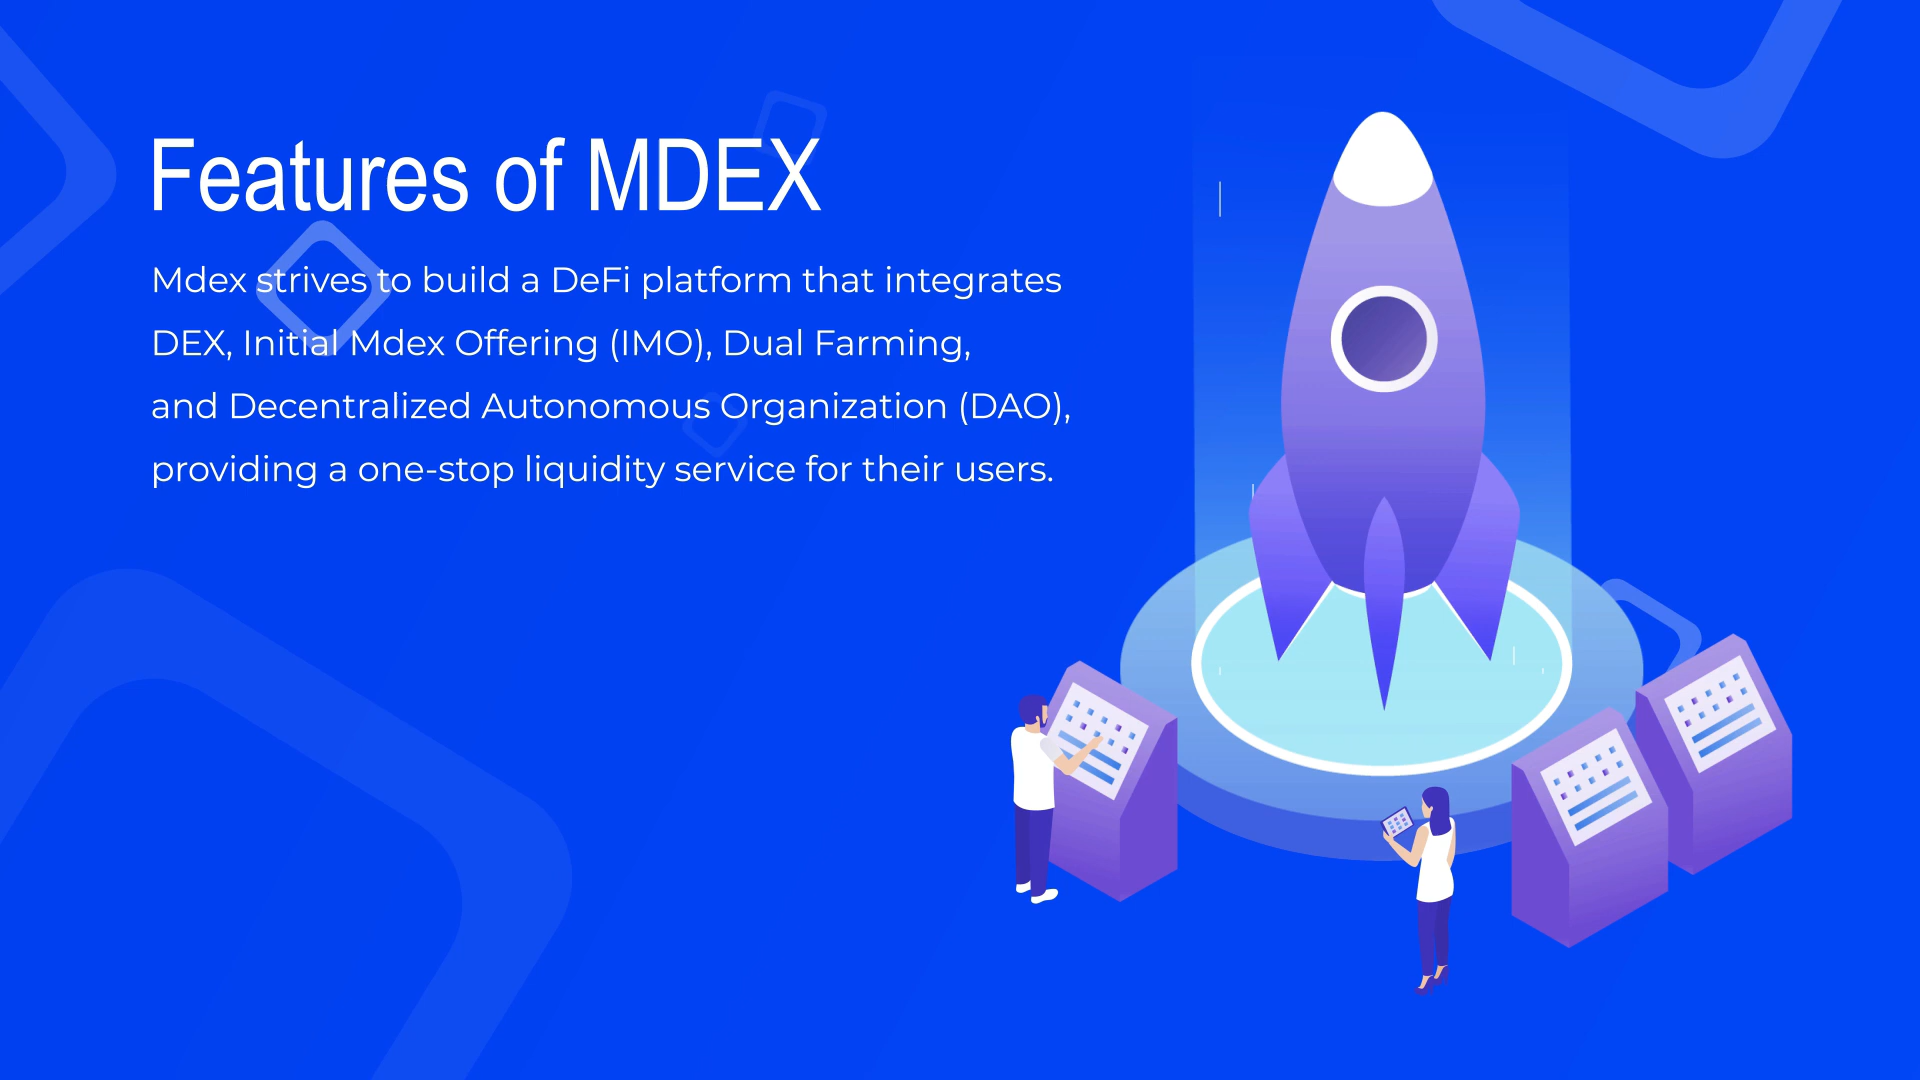 Features of MDEX
Mdex strives to build a DeFi platform that integrates
DEX, Initial Mdex Offering (IMO), Dual Farming,
and Decentralized Autonomous Organization (DAO),
providing a one-stop liquidity service for their users.